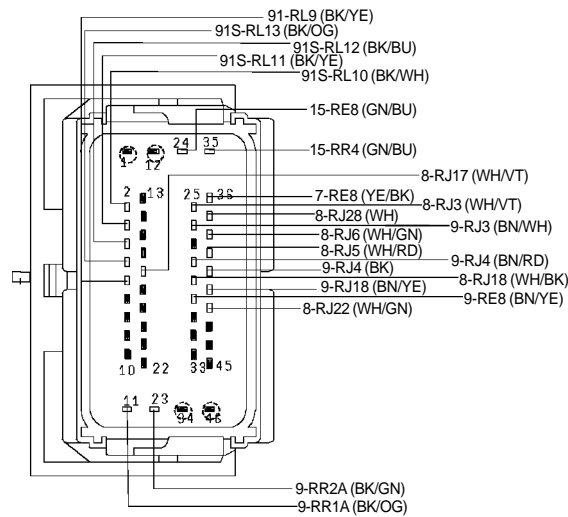 91-RL9 (BK/YE)
91S-RL13 (BK/OG)
91S-RL12 (BK/BU)
91S-RL11 (BK/YE)
91S-RL10 (BK/WH)
15-RE8 (GN/BU)
24 35
1 12
15-RR4 (GN/BU)
8-RJ17 (WH/VT)
2 13 25 36
7-RE8 (YE/BK)
8-RJ3 (WH/VT)
8-RJ28 (WH)
9-RJ3 (BN/WH)
8-RJ6 (WH/GN)
8-RJ5 (WH/RD)
9-RJ4 (BN/RD)
9-RJ4 (BK)
8-RJ18 (WH/BK)
9-RJ18 (BN/YE)
9-RE8 (BN/YE)
8-RJ22 (WH/GN)
10 22 33 45
11 23 34 46
9-RR2A (BK/GN)
9-RR1A (BK/OG)